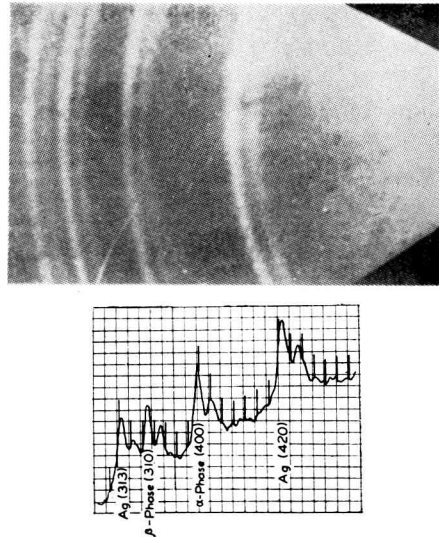 Ag (313)
β-Phase (310)
α-Phase (400)
Ag (420)